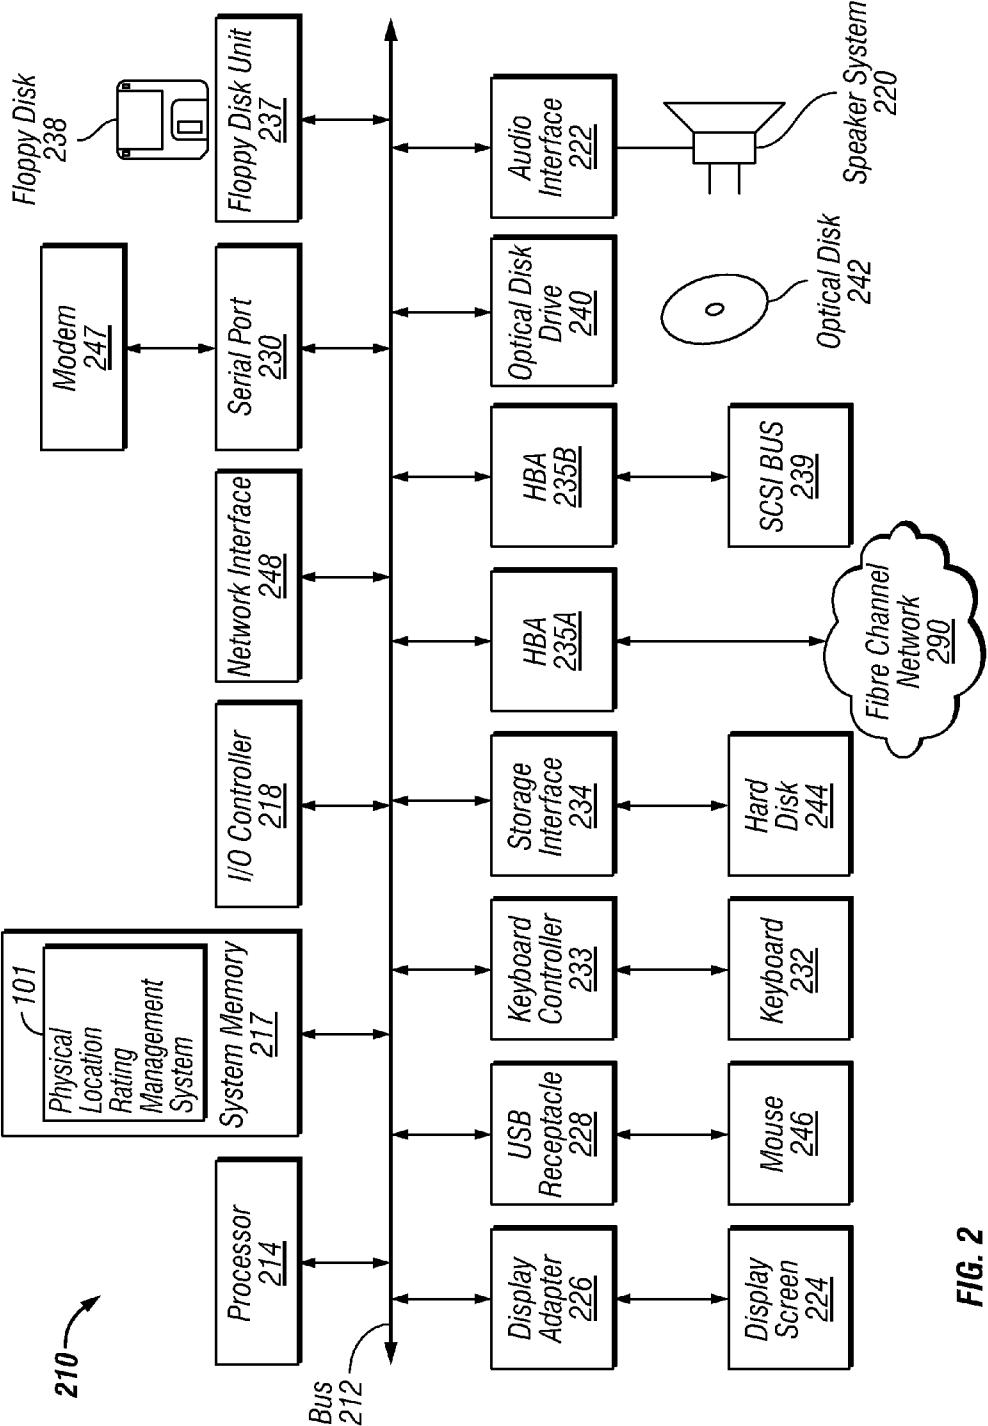 210
Bus
212
Processor
214
101
Physical
Location
Rating
Management
System
System Memory
217
I/O Controller
218
Network Interface
248
Modem
247
Serial Port
230
Floppy Disk
238
Floppy Disk Unit
237
Display
Adapter
226
USB
Receptacle
228
Keyboard
Controller
233
Storage
Interface
234
HBA
235A
HBA
235B
Optical Disk
Drive
240
Audio
Interface
222
Display
Screen
224
Mouse
246
Keyboard
232
Hard
Disk
244
Fibre Channel
Network
290
SCSI BUS
239
Optical Disk
242
Speaker System
220
FIG. 2